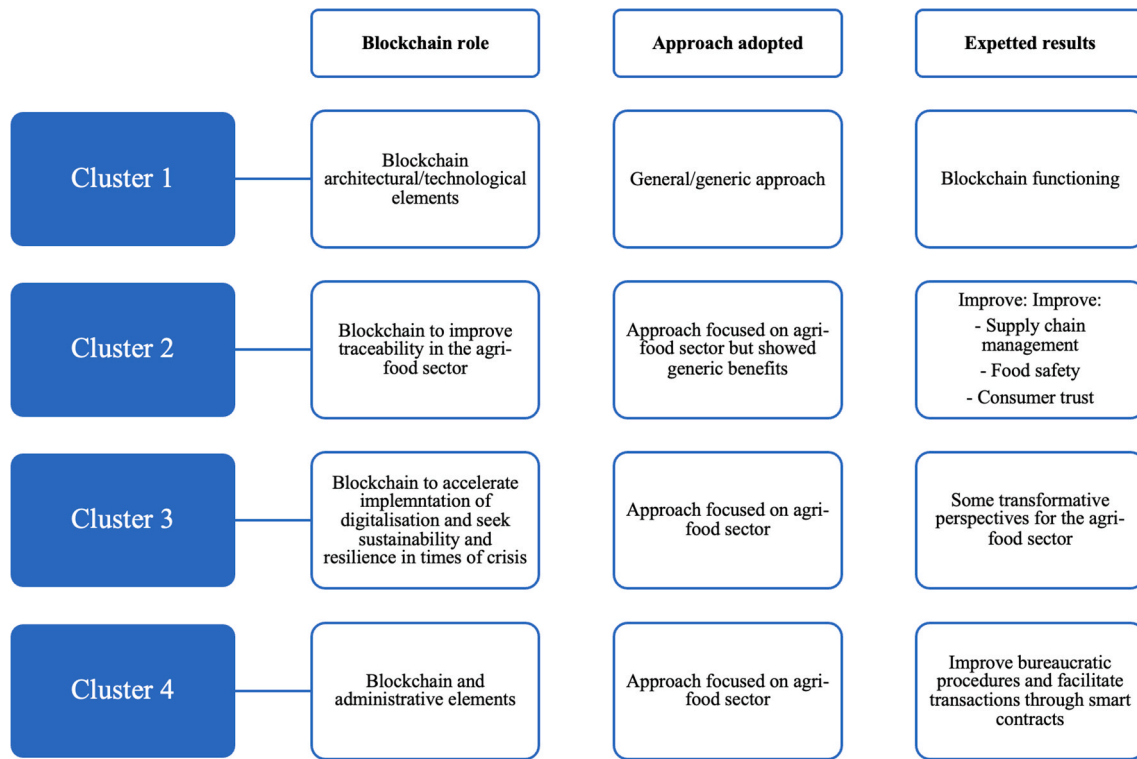 Blockchain role
Approach adopted
Expetted results
Cluster 1
Blockchain
architectural/technological
elements
General/generic approach
Blockchain functioning
Cluster 2
Blockchain to improve
traceability in the agri-
food sector
Approach focused on agri-
food sector but showed
generic benefits
Improve: Improve:
- Supply chain
management
- Food safety
- Consumer trust
Cluster 3
Blockchain to accelerate
implemntation of
digitalisation and seek
sustainability and
resilience in times of crisis
Approach focused on agri-
food sector
Some transformative
perspectives for the agri-
food sector
Cluster 4
Blockchain and
administrative elements
Approach focused on agri-
food sector
Improve bureaucratic
procedures and facilitate
transactions through smart
contracts